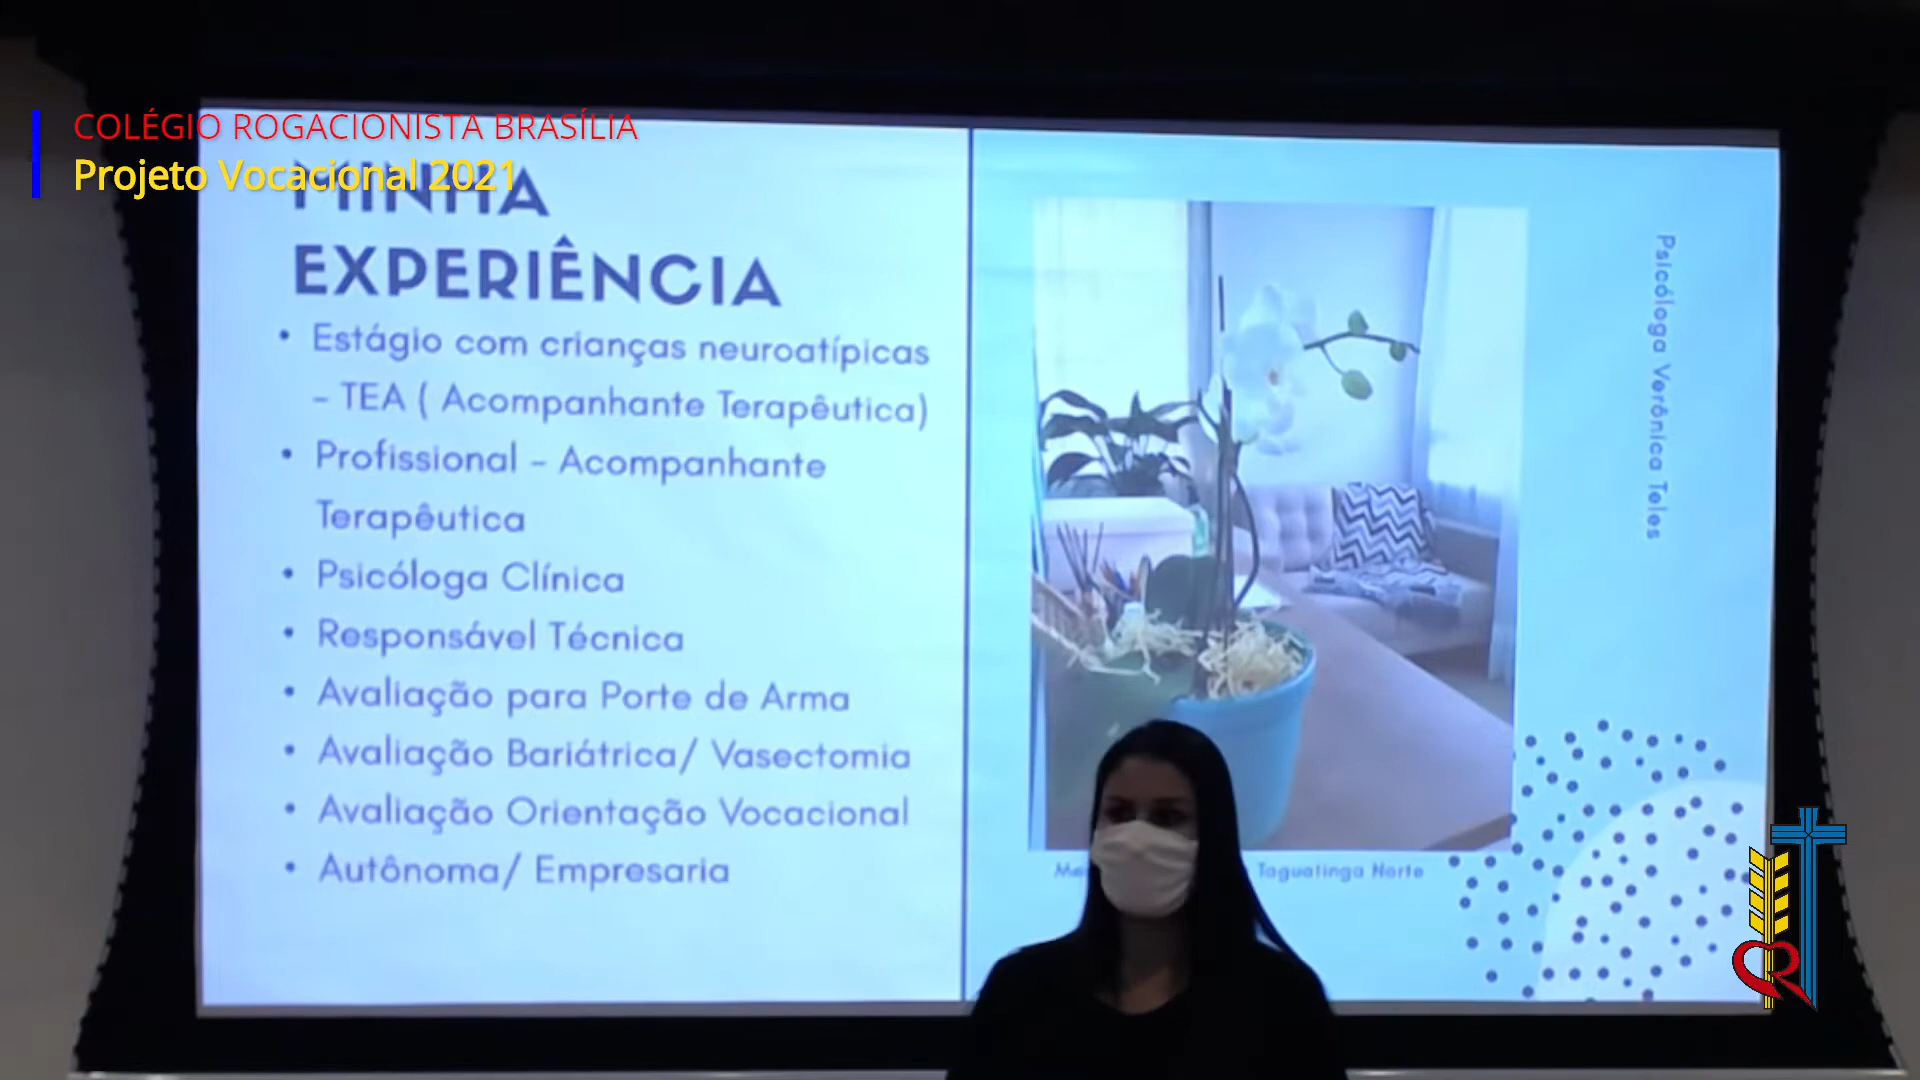 COLÉGIO ROGACIONISTA BRASÍLIA
Projeto Vocacional 2021
MINHA
EXPERIÊNCIA
• Estágio com crianças neuroatípicas
- TEA ( Acompanhante Terapêutica)
• Profissional - Acompanhante
Terapêutica
• Psicóloga Clínica
• Responsável Técnica
• Avaliação para Porte de Arma
• Avaliação Bariátrica/ Vasectomia
• Avaliação Orientação Vocacional
• Autônoma/ Empresaria
Psicóloga Verônica Teles
Taguatinga Norte